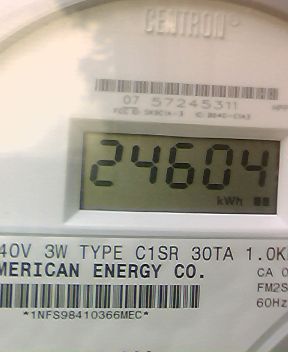 CENTRON
07 57245311
24604
kWh
40V 3W TYPE C1SR 30TA 1.0K
MERICAN ENERGY CO.
CA 0
FM2S
60Hz
*1NFS98410366MEC*